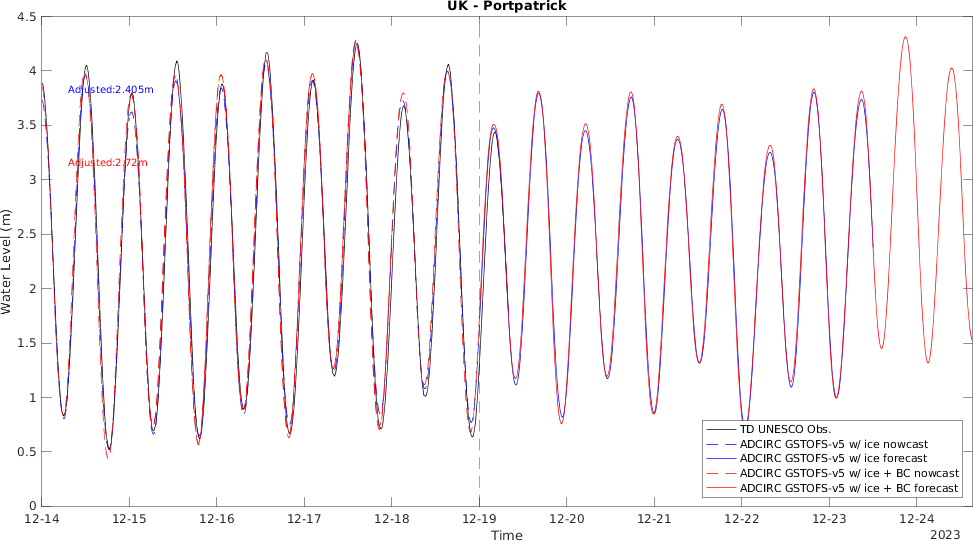 UK - Portpatrick
4.5
4
3.5
3
2.5
2
1.5
1
0.5
0
Water Level (m)
Adjusted:2.405m
Adjusted:2.72m
TD UNESCO Obs.
ADCIRC GSTOFS-v5 w/ ice nowcast
ADCIRC GSTOFS-v5 w/ ice forecast
ADCIRC GSTOFS-v5 w/ ice + BC nowcast
ADCIRC GSTOFS-v5 w/ ice + BC forecast
12-14 12-15 12-16 12-17 12-18 12-19 12-20 12-21 12-22 12-23 12-24
Time
2023